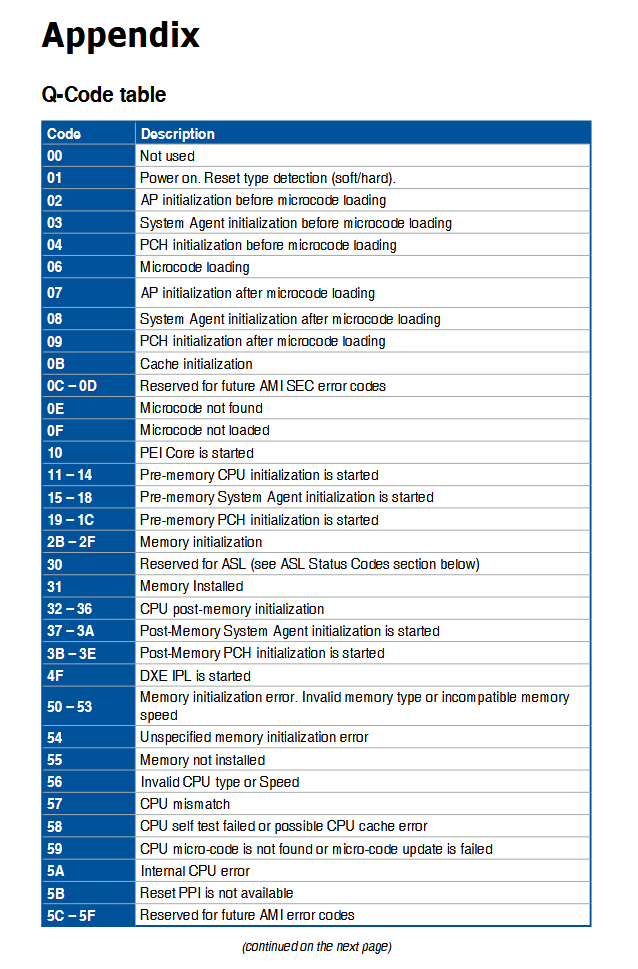 Appendix
Q-Code table
Code Description
00 Not used
01 Power on. Reset type detection (soft/hard).
02 AP initialization before microcode loading
03 System Agent initialization before microcode loading
04 PCH initialization before microcode loading
06 Microcode loading
07 AP initialization after microcode loading
08 System Agent initialization after microcode loading
09 PCH initialization after microcode loading
0B Cache initialization
0C – 0D Reserved for future AMI SEC error codes
0E Microcode not found
0F Microcode not loaded
10 PEI Core is started
11 – 14 Pre-memory CPU initialization is started
15 – 18 Pre-memory System Agent initialization is started
19 – 1C Pre-memory PCH initialization is started
2B – 2F Memory initialization
30 Reserved for ASL (see ASL Status Codes section below)
31 Memory Installed
32 – 36 CPU post-memory initialization
37 – 3A Post-Memory System Agent initialization is started
3B – 3E Post-Memory PCH initialization is started
4F DXE IPL is started
50 – 53 Memory initialization error. Invalid memory type or incompatible memory
speed
54 Unspecified memory initialization error
55 Memory not installed
56 Invalid CPU type or Speed
57 CPU mismatch
58 CPU self test failed or possible CPU cache error
59 CPU micro-code is not found or micro-code update is failed
5A Internal CPU error
5B Reset PPI is not available
5C – 5F Reserved for future AMI error codes
(continued on the next page)